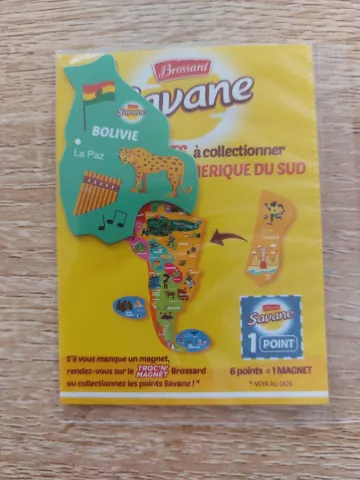 Brossard
Savane
à collectionner
ERIQUE DU SUD
Savane
BOLIVIE
La Paz
Savane
1
POINT
S'il vous manque un magnet,
rendez-vous sur le TROC'N' MAGNET Brossard
ou collectionnez les points Savane ! *
6 points = 1 MAGNET
* VOIR AU DOS